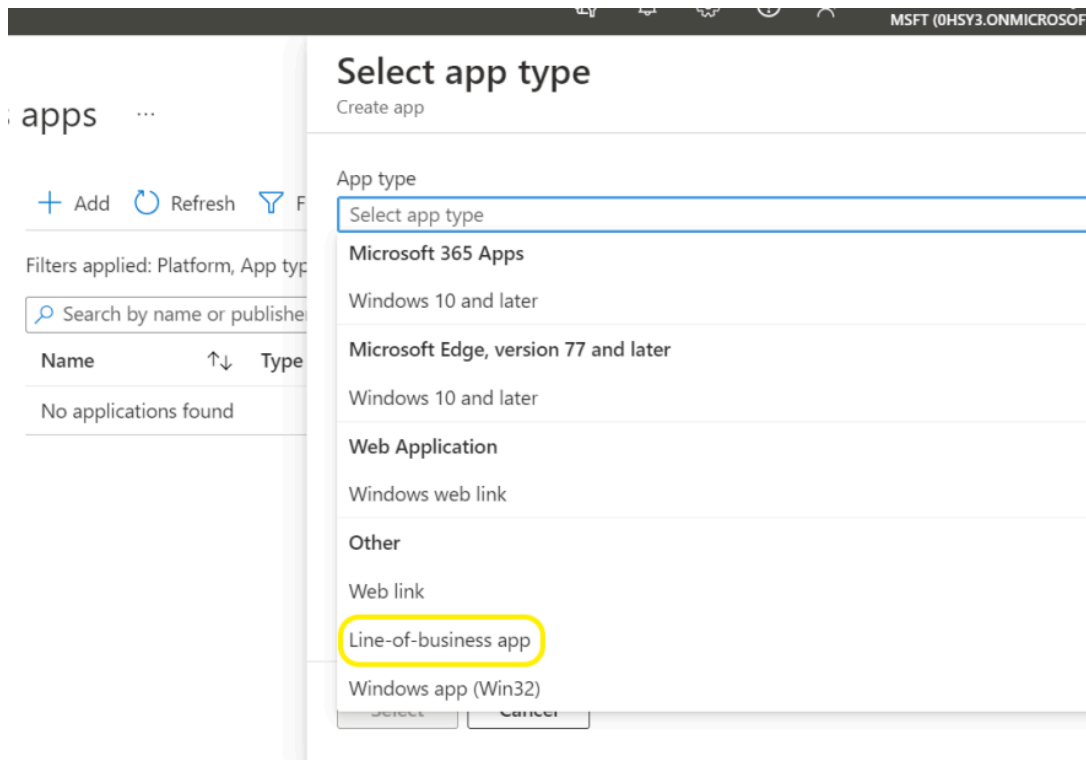 MSFT (0HSY3.ONMICROSOF
Select app type
Create app
apps ...
Add Refresh F
App type
Select app type
Filters applied: Platform, App typ
Search by name or publishe
Name Type
No applications found
Microsoft 365 Apps
Windows 10 and later
Microsoft Edge, version 77 and later
Windows 10 and later
Web Application
Windows web link
Other
Web link
Line-of-business app
Windows app (Win32)
Select Cancel